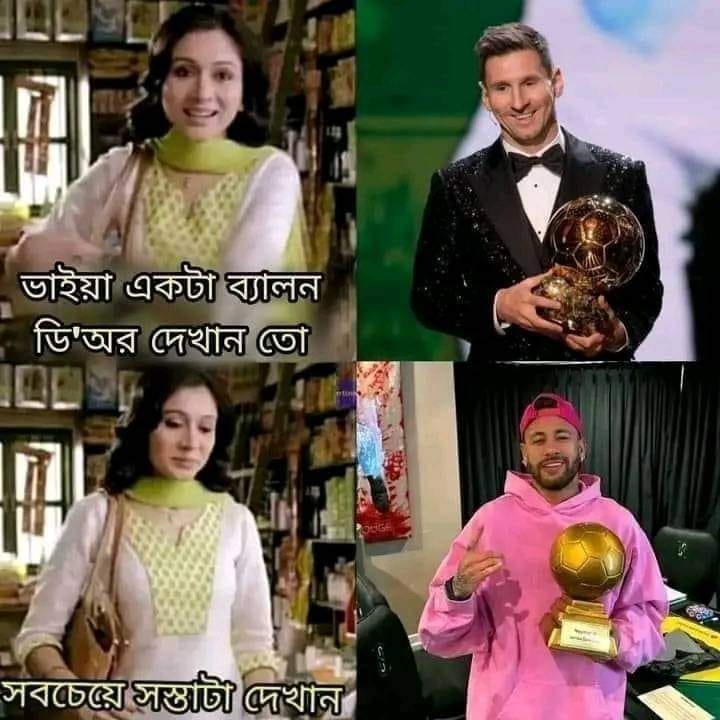 ভাইয়া একটা ব্যালন
ডি'অর দেখান তো
সবচেয়ে সস্তাটা দেখান